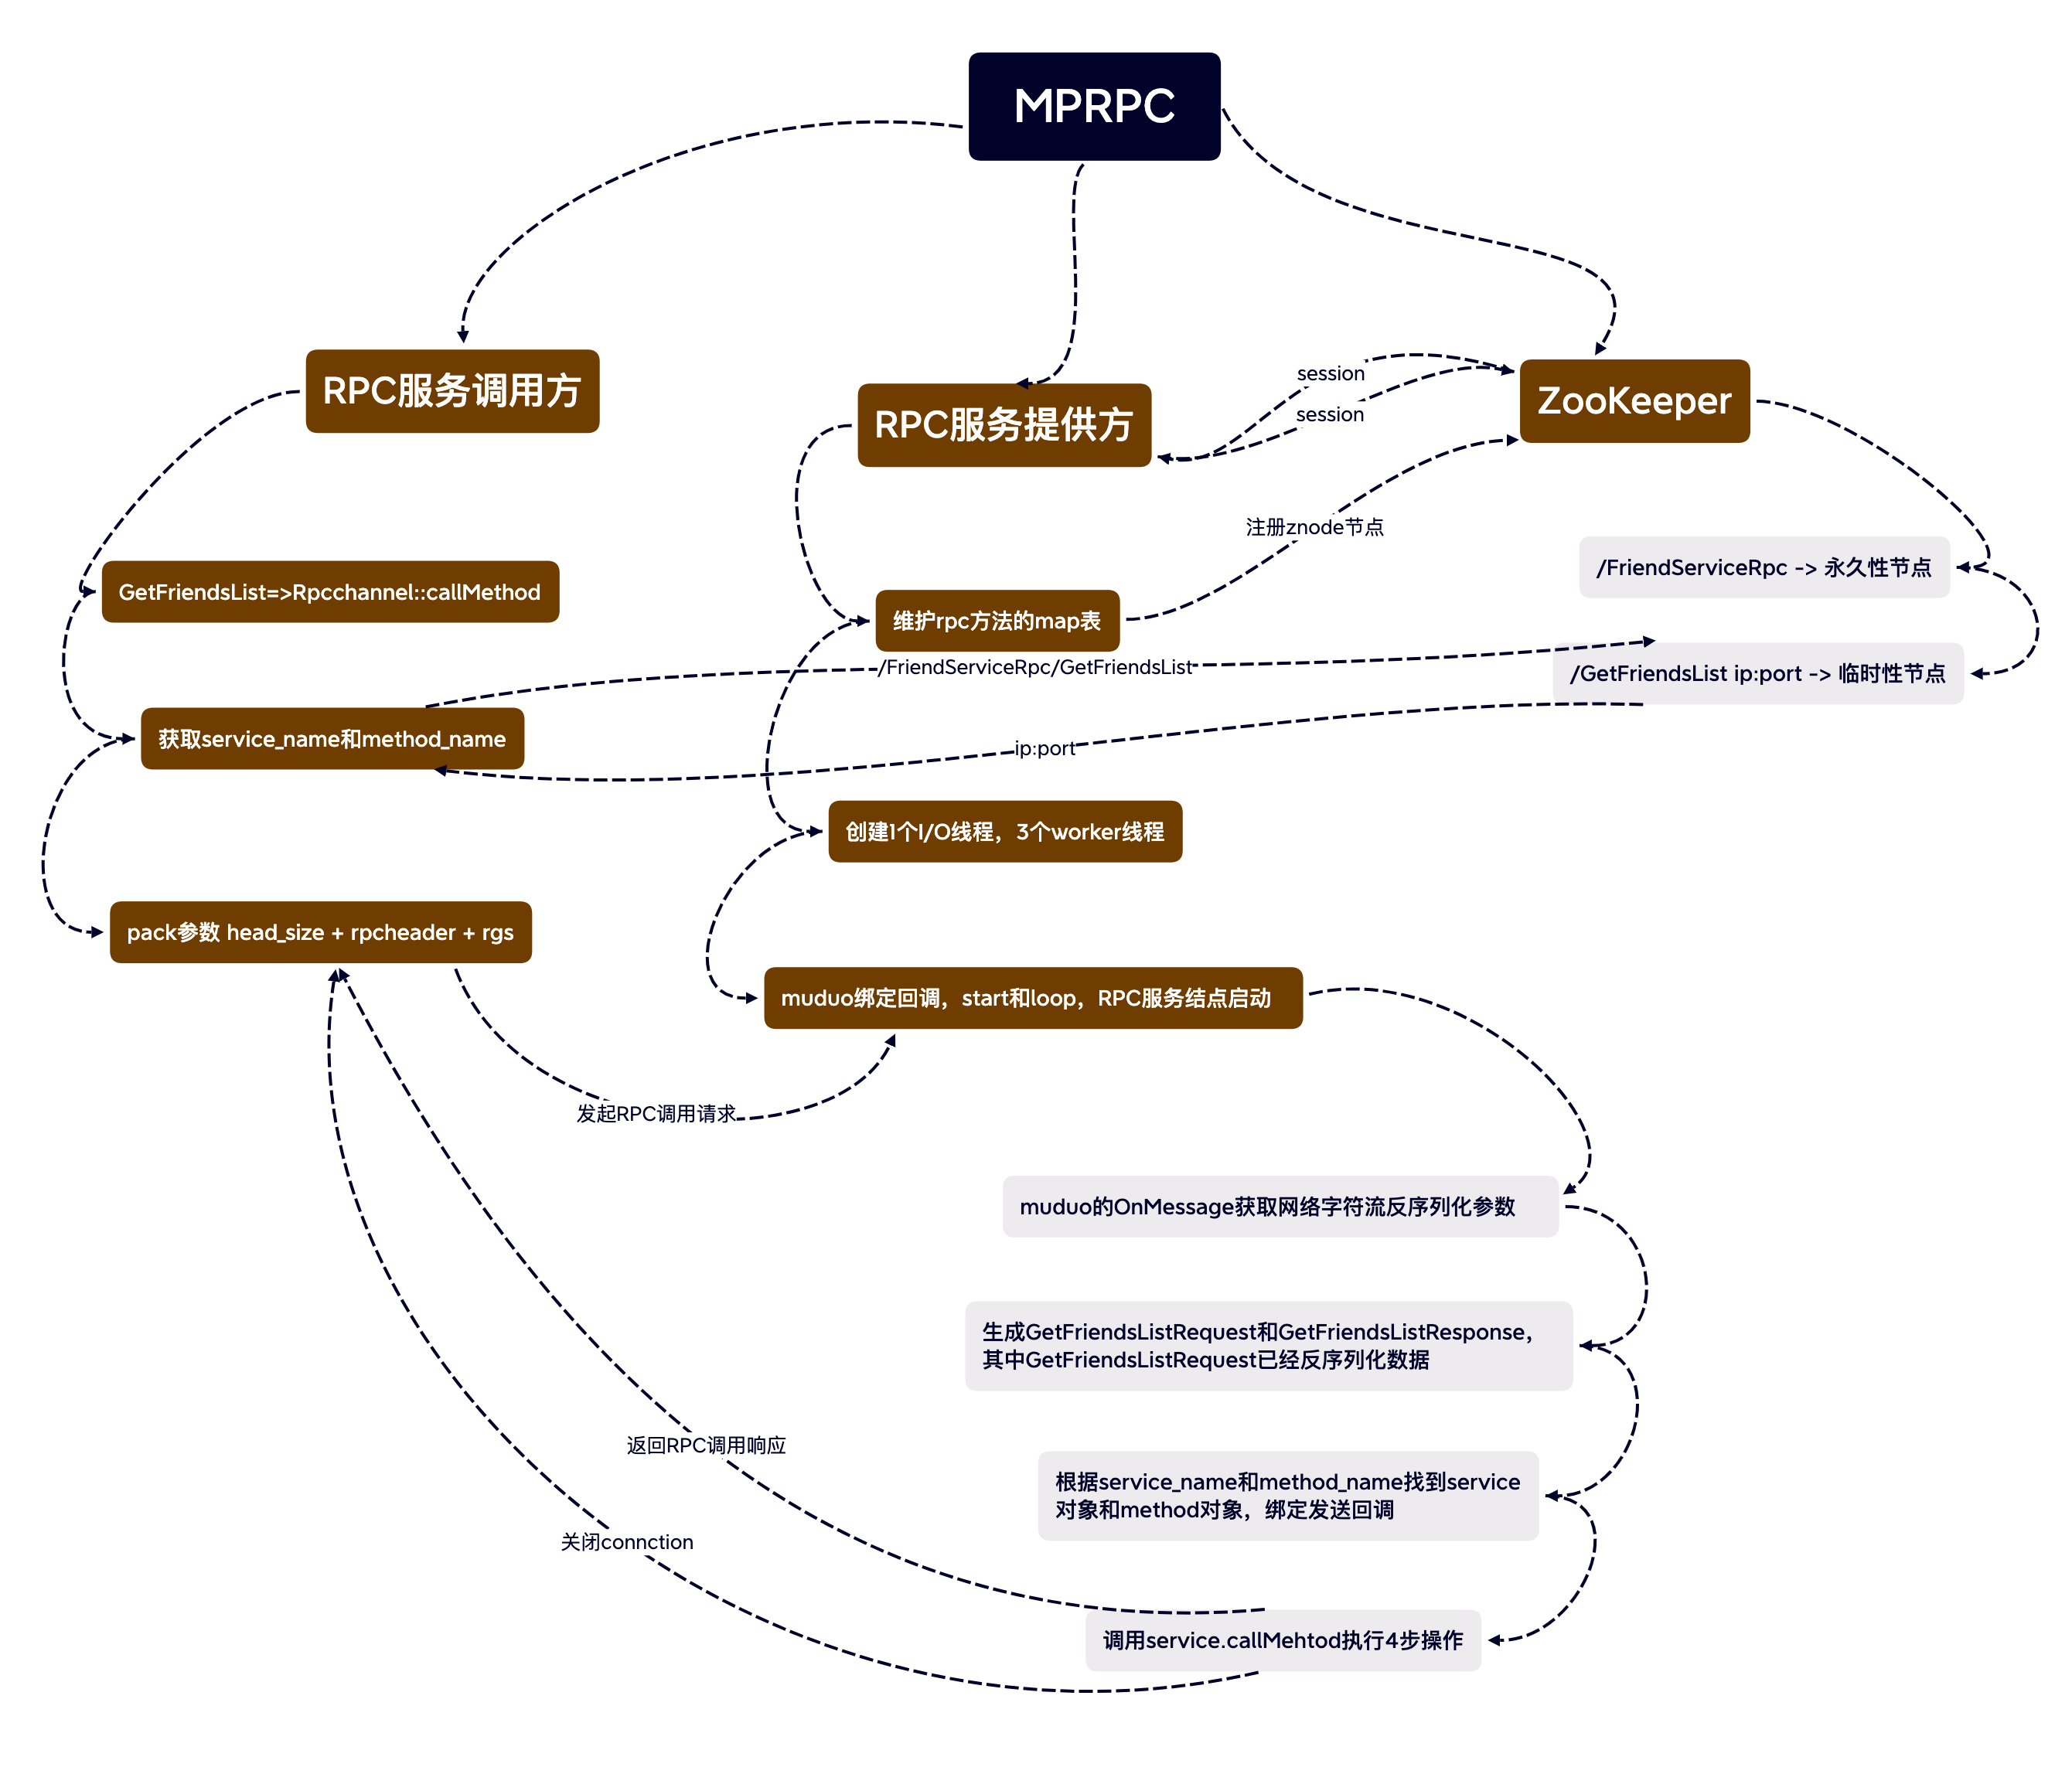 MPRPC
RPC服务调用方
RPC服务提供方
ZooKeeper
session
session
注册znode节点
GetFriendsList=>Rpcchannel::callMethod
/FriendServiceRpc -> 永久性节点
维护rpc方法的map表
/FriendServiceRpc/GetFriendsList
/GetFriendsList ip:port -> 临时性节点
获取service_name和method_name
ip:port
创建1个I/O线程，3个worker线程
pack参数 head_size + rpcheader + rgs
muduo绑定回调，start和loop，RPC服务结点启动
发起RPC调用请求
muduo的OnMessage获取网络字符流反序列化参数
生成GetFriendsListRequest和GetFriendsListResponse，
其中GetFriendsListRequest已经反序列化数据
返回RPC调用响应
根据service_name和method_name找到service
对象和method对象，绑定发送回调
关闭connction
调用service.callMehtod执行4步操作